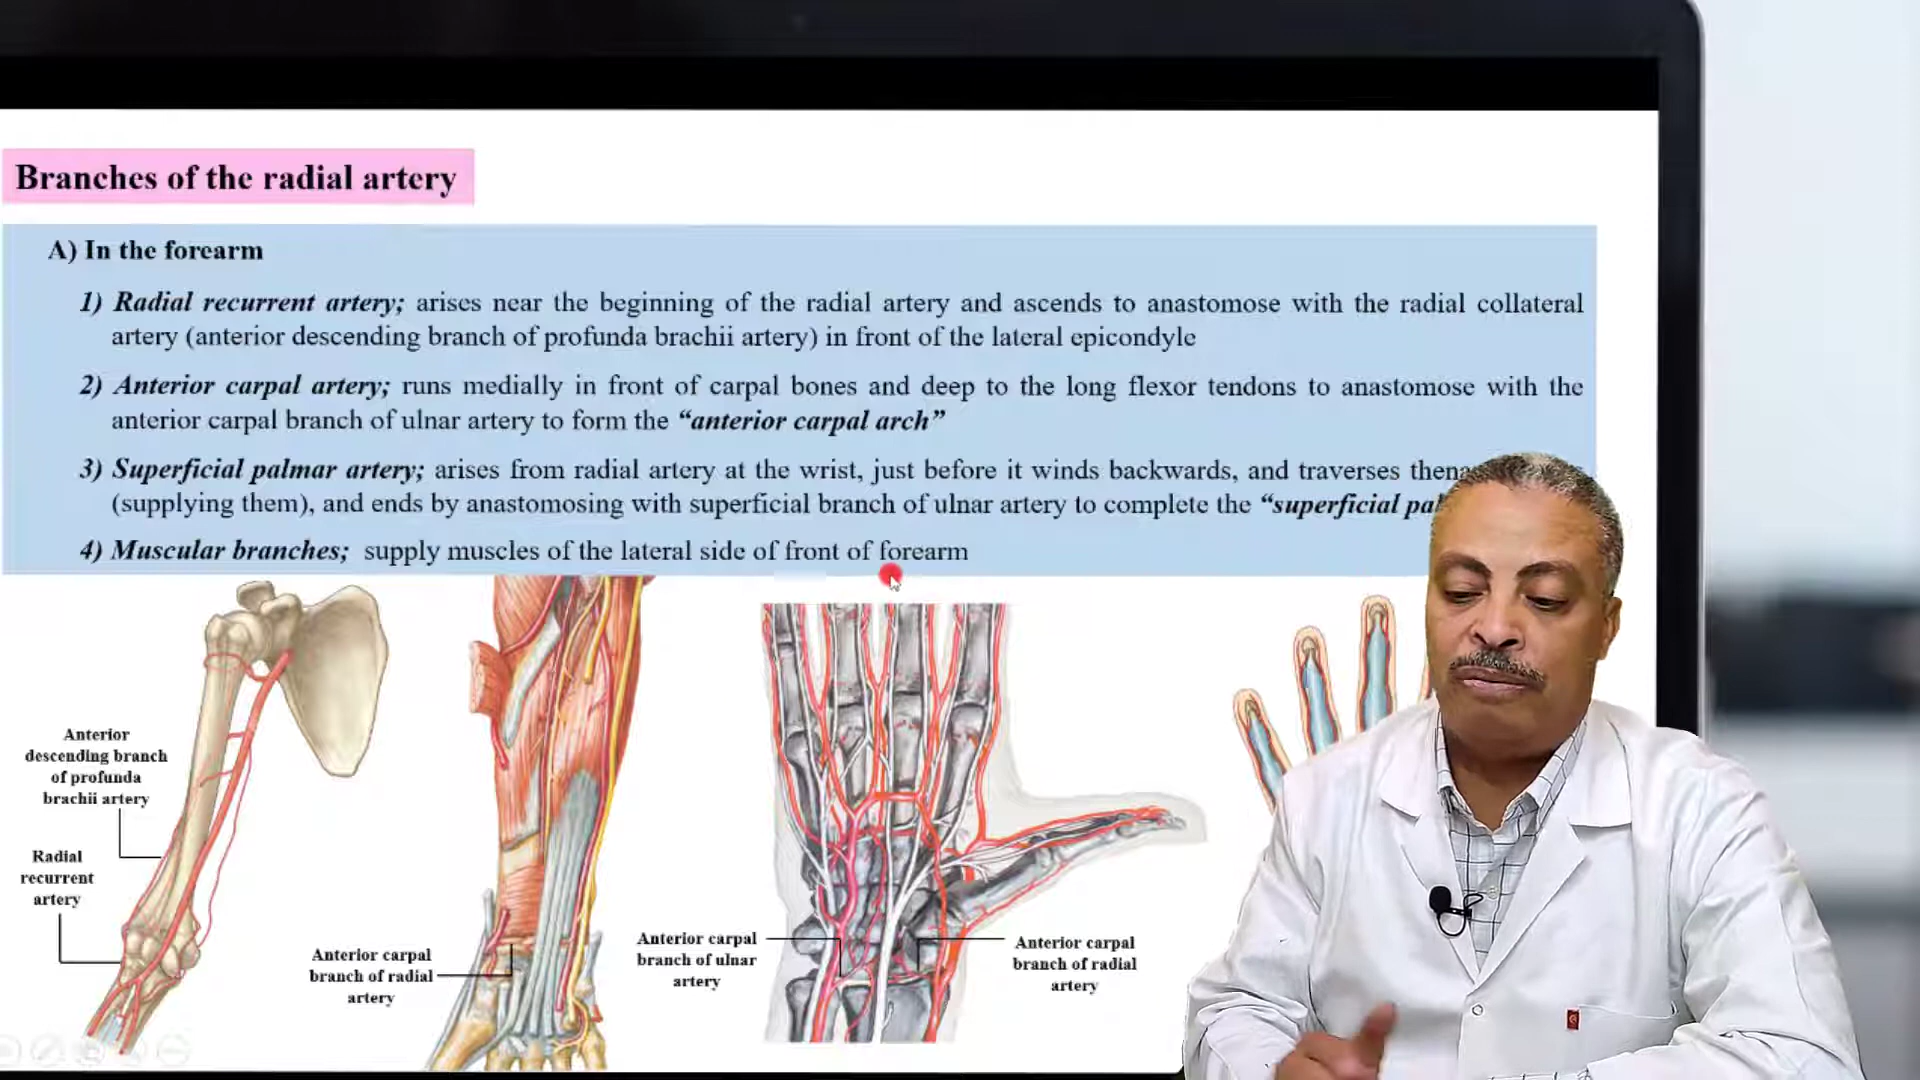 Branches of the radial artery
A) In the forearm
1) Radial recurrent artery; arises near the beginning of the radial artery and ascends to anastomose with the radial collateral
artery (anterior descending branch of profunda brachii artery) in front of the lateral epicondyle
2) Anterior carpal artery; runs medially in front of carpal bones and deep to the long flexor tendons to anastomose with the
anterior carpal branch of ulnar artery to form the “anterior carpal arch”
3) Superficial palmar artery; arises from radial artery at the wrist, just before it winds backwards, and traverses
(supplying them), and ends by anastomosing with superficial branch of ulnar artery to complete the “superficial
4) Muscular branches; supply muscles of the lateral side of front of forearm
Anterior
descending branch
of profunda
brachii artery
Radial
recurrent
artery
Anterior carpal
branch of radial
artery
Anterior carpal
branch of ulnar
artery
Anterior carpal
branch of radial
artery